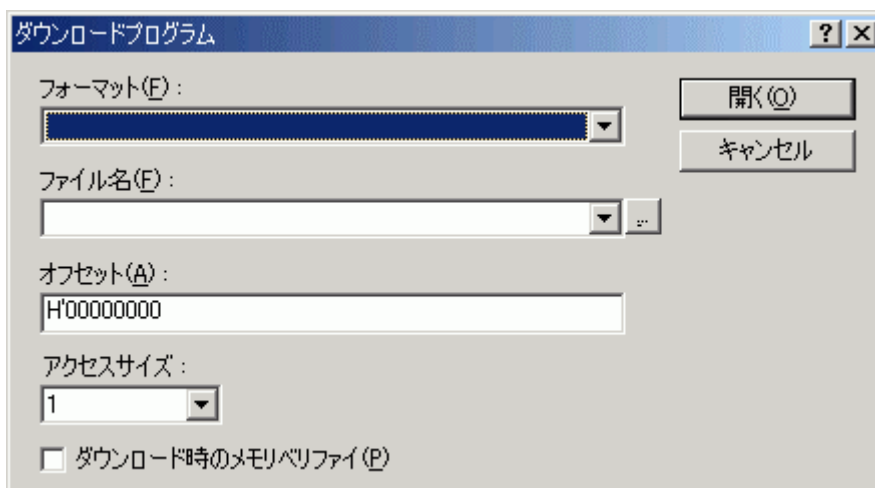 ダウンロードプログラム
フォーマット(F) :
開く(O)
キャンセル
ファイル名(F) :
...
オフセット(A) :
H'00000000
アクセスサイズ :
1
ダウンロード時のメモリベリファイ(P)